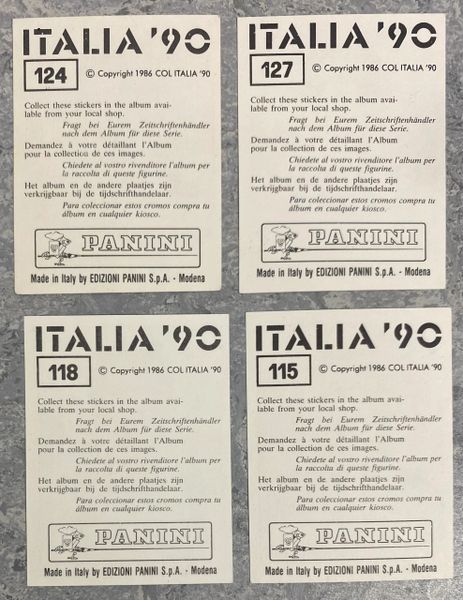 ITALIA '90
124 © Copyright 1986 COL ITALIA '90
Collect these stickers in the album avai-
lable from your local shop.
Fragt bei Eurem Zeitschriftenhändler
nach dem Album für diese Serie.
Demandez à votre détaillant l'Album
pour la collection de ces images.
Chiedete al vostro rivenditore l'album per
la raccolta di queste figurine.
Het album en de andere plaatjes zijn
verkrijgbaar bij de tijdschrifthandelaar.
Para coleccionar estos cromos compra tu
álbum en cualquier kiosco.
PANINI
Made in Italy by EDIZIONI PANINI S.p.A. - Modena
ITALIA '90
127 © Copyright 1986 COL ITALIA '90
Collect these stickers in the album avai-
lable from your local shop.
Fragt bei Eurem Zeitschriftenhändler
nach dem Album für diese Serie.
Demandez à votre détaillant l'Album
pour la collection de ces images.
Chiedete al vostro rivenditore l'album per
la raccolta di queste figurine.
Het album en de andere plaatjes zijn
verkrijgbaar bij de tijdschrifthandelaar.
Para coleccionar estos cromos compra tu
álbum en cualquier kiosco.
PANINI
Made in Italy by EDIZIONI PANINI S.p.A. - Modena
ITALIA '90
118 © Copyright 1986 COL ITALIA '90
Collect these stickers in the album avai-
lable from your local shop.
Fragt bei Eurem Zeitschriftenhändler
nach dem Album für diese Serie.
Demandez à votre détaillant l'Album
pour la collection de ces images.
Chiedete al vostro rivenditore l'album per
la raccolta di queste figurine.
Het album en de andere plaatjes zijn
verkrijgbaar bij de tijdschrifthandelaar.
Para coleccionar estos cromos compra tu
álbum en cualquier kiosco.
PANINI
Made in Italy by EDIZIONI PANINI S.p.A. - Modena
ITALIA '90
115 © Copyright 1986 COL ITALIA '90
Collect these stickers in the album avai-
lable from your local shop.
Fragt bei Eurem Zeitschriftenhändler
nach dem Album für diese Serie.
Demandez à votre détaillant l'Album
pour la collection de ces images.
Chiedete al vostro rivenditore l'album per
la raccolta di queste figurine.
Het album en de andere plaatjes zijn
verkrijgbaar bij de tijdschrifthandelaar.
Para coleccionar estos cromos compra tu
álbum en cualquier kiosco.
PANINI
Made in Italy by EDIZIONI PANINI S.p.A. - Modena